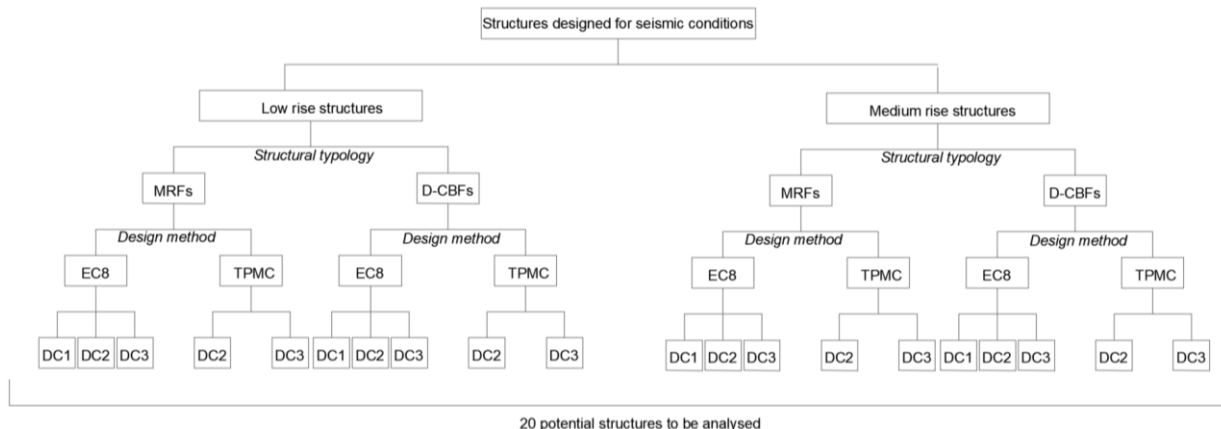 Structures designed for seismic conditions
Low rise structures
Medium rise structures
Structural typology
Structural typology
MRFs
D-CBFs
MRFs
D-CBFs
Design method
Design method
Design method
Design method
EC8
TPMC
EC8
TPMC
EC8
TPMC
EC8
TPMC
DC1 DC2 DC3 DC2 DC3 DC1 DC2 DC3 DC2 DC3 DC1 DC2 DC3 DC2 DC3 DC1 DC2 DC3 DC2 DC3
20 potential structures to be analysed